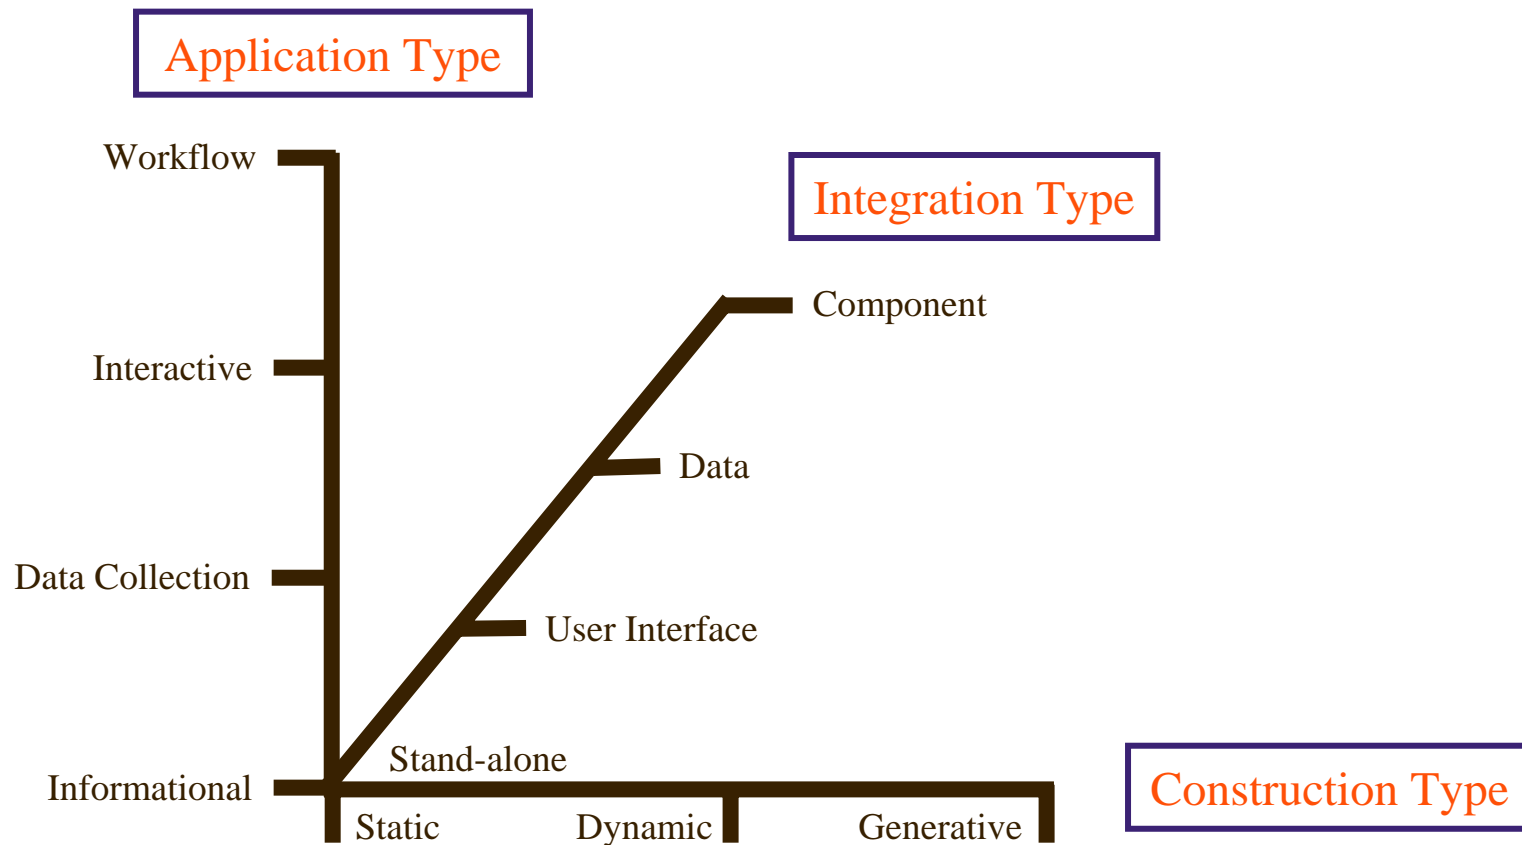 Application Type
Workflow
Integration Type
Component
Interactive
Data
Data Collection
User Interface
Stand-alone
Informational
Construction Type
Static
Dynamic
Generative